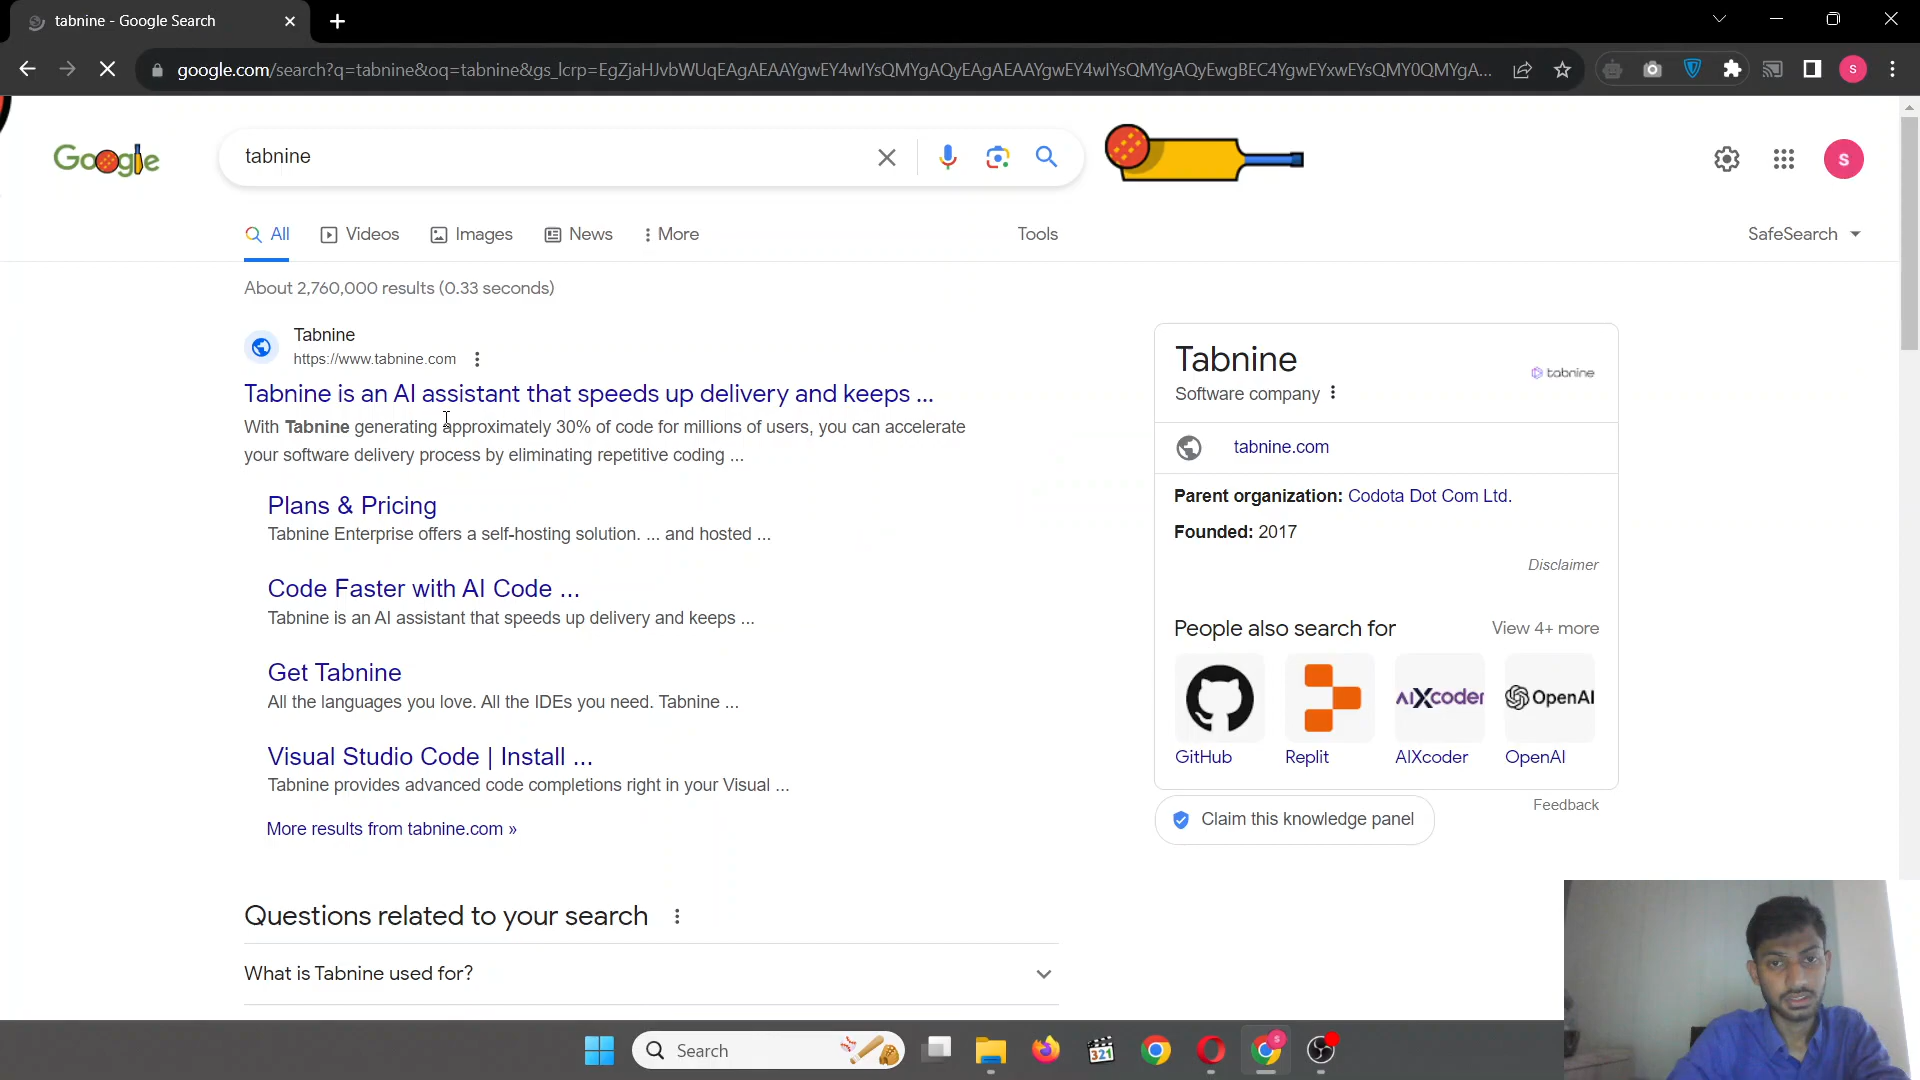 tabnine - Google Search
google.com/search?q=tabnine&oq=tabnine&gs_lcrp=EgZjaHJvbWUqEAgAEAAYgwEY4wIYsQMYgAQyEAgAEAAYgwEY4wIYsQMYgAQyEwgBEC4YgwEYxwEYsQMY0QMYgA...
S
Google
tabnine
S
All
Videos
Images
News
More
Tools
SafeSearch
About 2,760,000 results (0.33 seconds)
Tabnine
https://www.tabnine.com
Tabnine is an AI assistant that speeds up delivery and keeps ...
With Tabnine generating approximately 30% of code for millions of users, you can accelerate
your software delivery process by eliminating repetitive coding ...
Plans & Pricing
Tabnine Enterprise offers a self-hosting solution. ... and hosted ...
Code Faster with AI Code ...
Tabnine is an AI assistant that speeds up delivery and keeps ...
Get Tabnine
All the languages you love. All the IDEs you need. Tabnine ...
Visual Studio Code | Install ...
Tabnine provides advanced code completions right in your Visual ...
More results from tabnine.com »
Questions related to your search
What is Tabnine used for?
Tabnine
tabnine
Software company
tabnine.com
Parent organization: Codota Dot Com Ltd.
Founded: 2017
Disclaimer
People also search for
View 4+ more
AIXcoder
OpenAI
GitHub
Replit
AIXcoder
OpenAI
Feedback
Claim this knowledge panel
Search
321
S